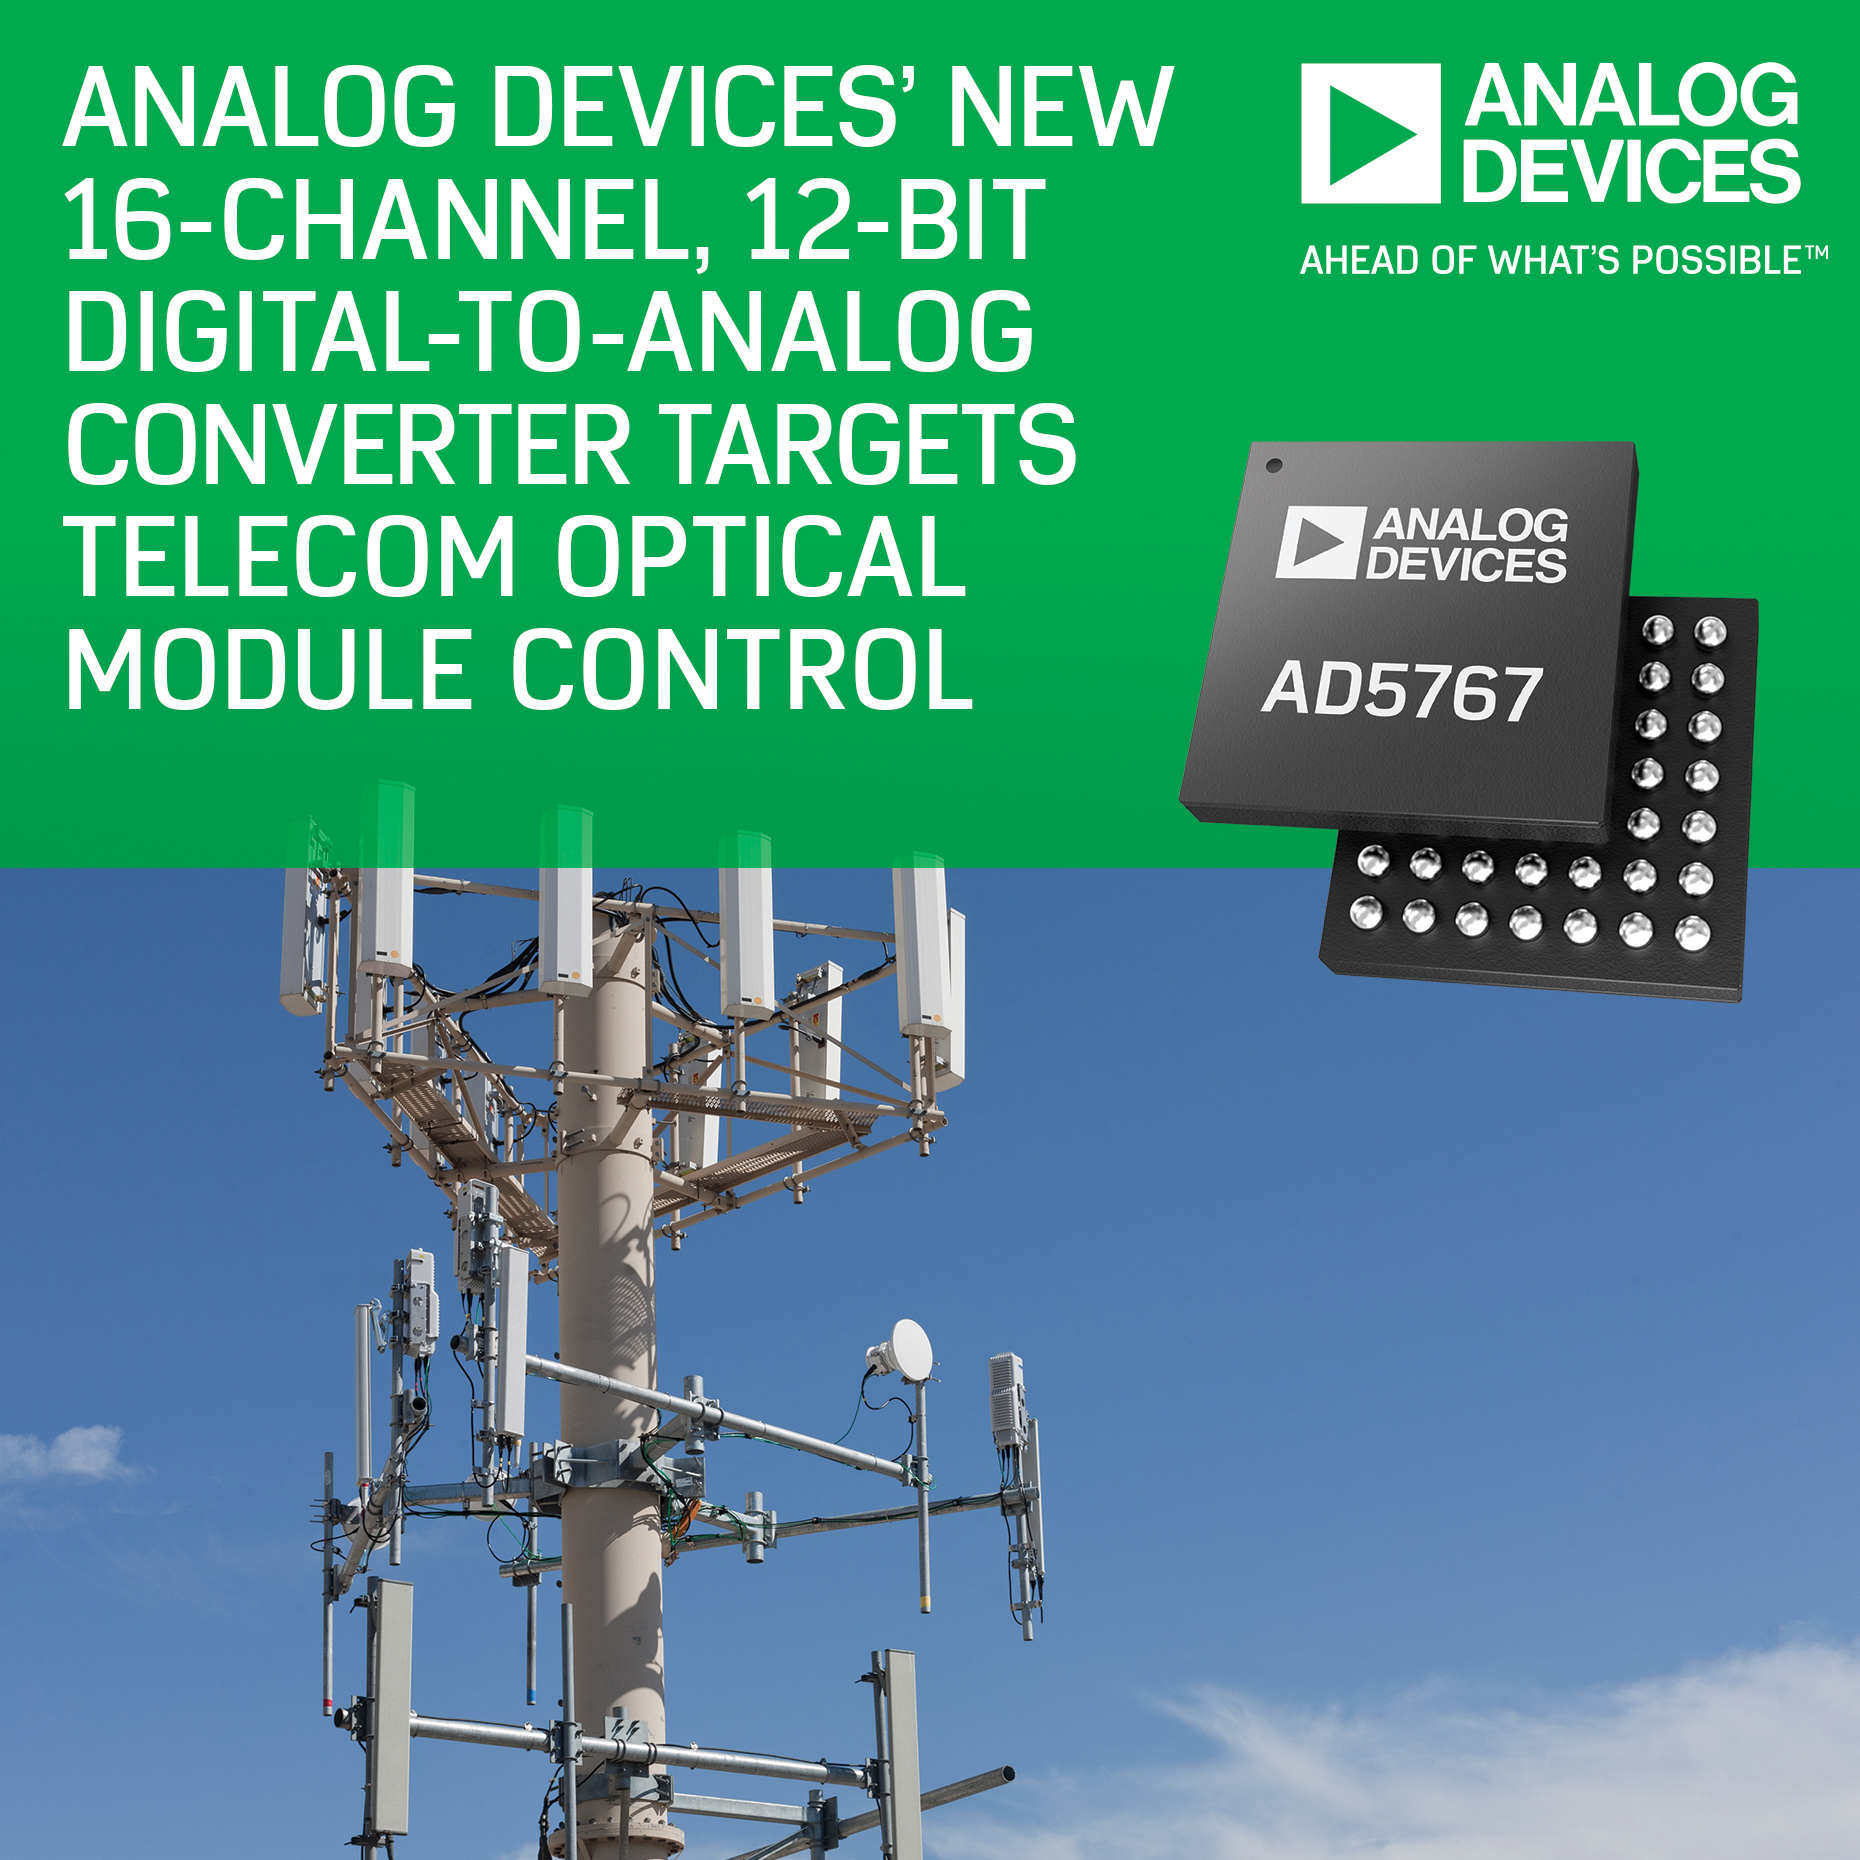 ANALOG DEVICES’ NEW
16-CHANNEL, 12-BIT
DIGITAL-TO-ANALOG
CONVERTER TARGETS
TELECOM OPTICAL
MODULE CONTROL
ANALOG
DEVICES
AHEAD OF WHAT’S POSSIBLE™
ANALOG
DEVICES
AD5767